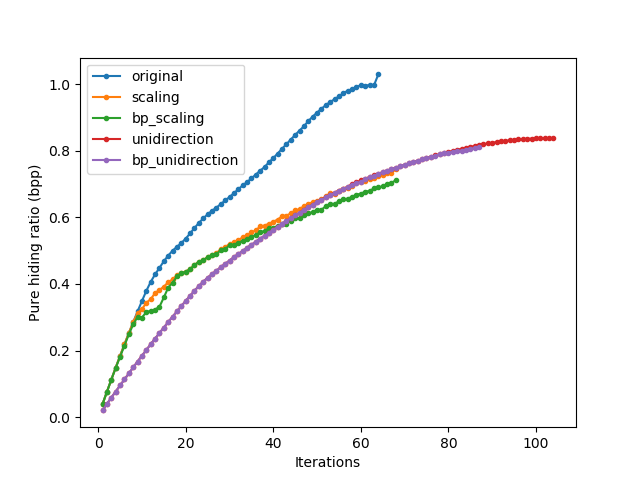 original
scaling
bp_scaling
unidirection
bp_unidirection
Pure hiding ratio (bpp)
1.0
0.8
0.6
0.4
0.2
0.0
0 20 40 60 80 100
Iterations